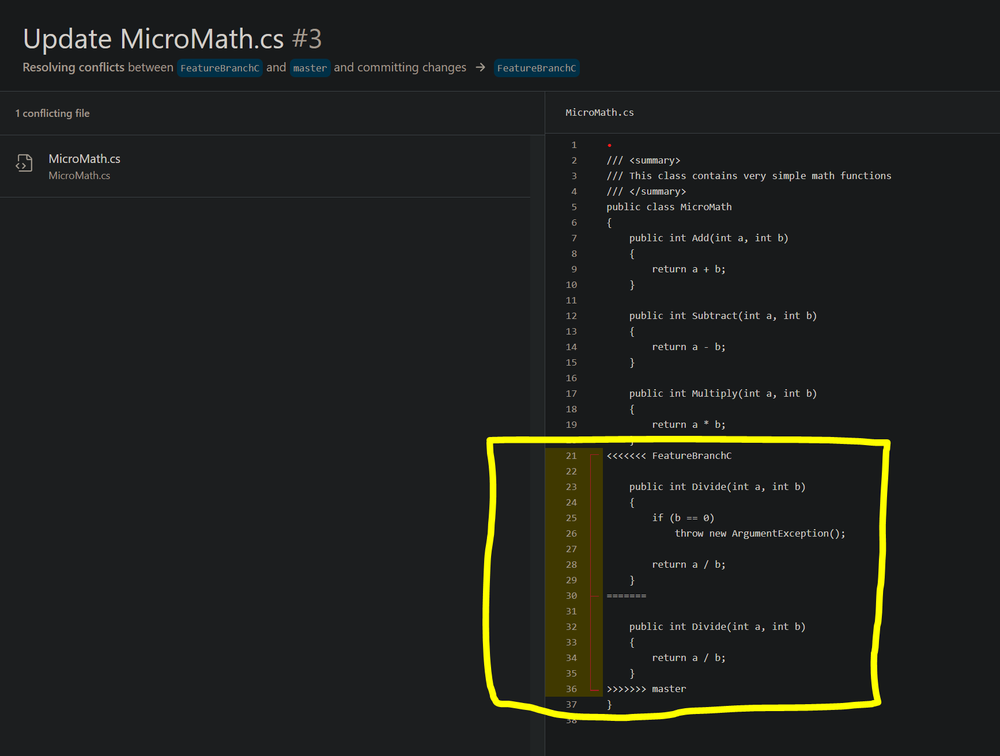 Update MicroMath.cs #3
Resolving conflicts between FeatureBranchC and master and committing changes → FeatureBranchC
1 conflicting file
MicroMath.cs
MicroMath.cs
MicroMath.cs
1
2 /// <summary>
3 /// This class contains very simple math functions
4 /// </summary>
5 public class MicroMath
6 {
7     public int Add(int a, int b)
8     {
9         return a + b;
10     }
11
12     public int Subtract(int a, int b)
13     {
14         return a - b;
15     }
16
17     public int Multiply(int a, int b)
18     {
19         return a * b;
}
21 <<<<<<< FeatureBranchC
22
23     public int Divide(int a, int b)
24     {
25         if (b == 0)
26             throw new ArgumentException();
27
28         return a / b;
29     }
30 =======
31
32     public int Divide(int a, int b)
33     {
34         return a / b;
35     }
36 >>>>>>> master
37 }
38